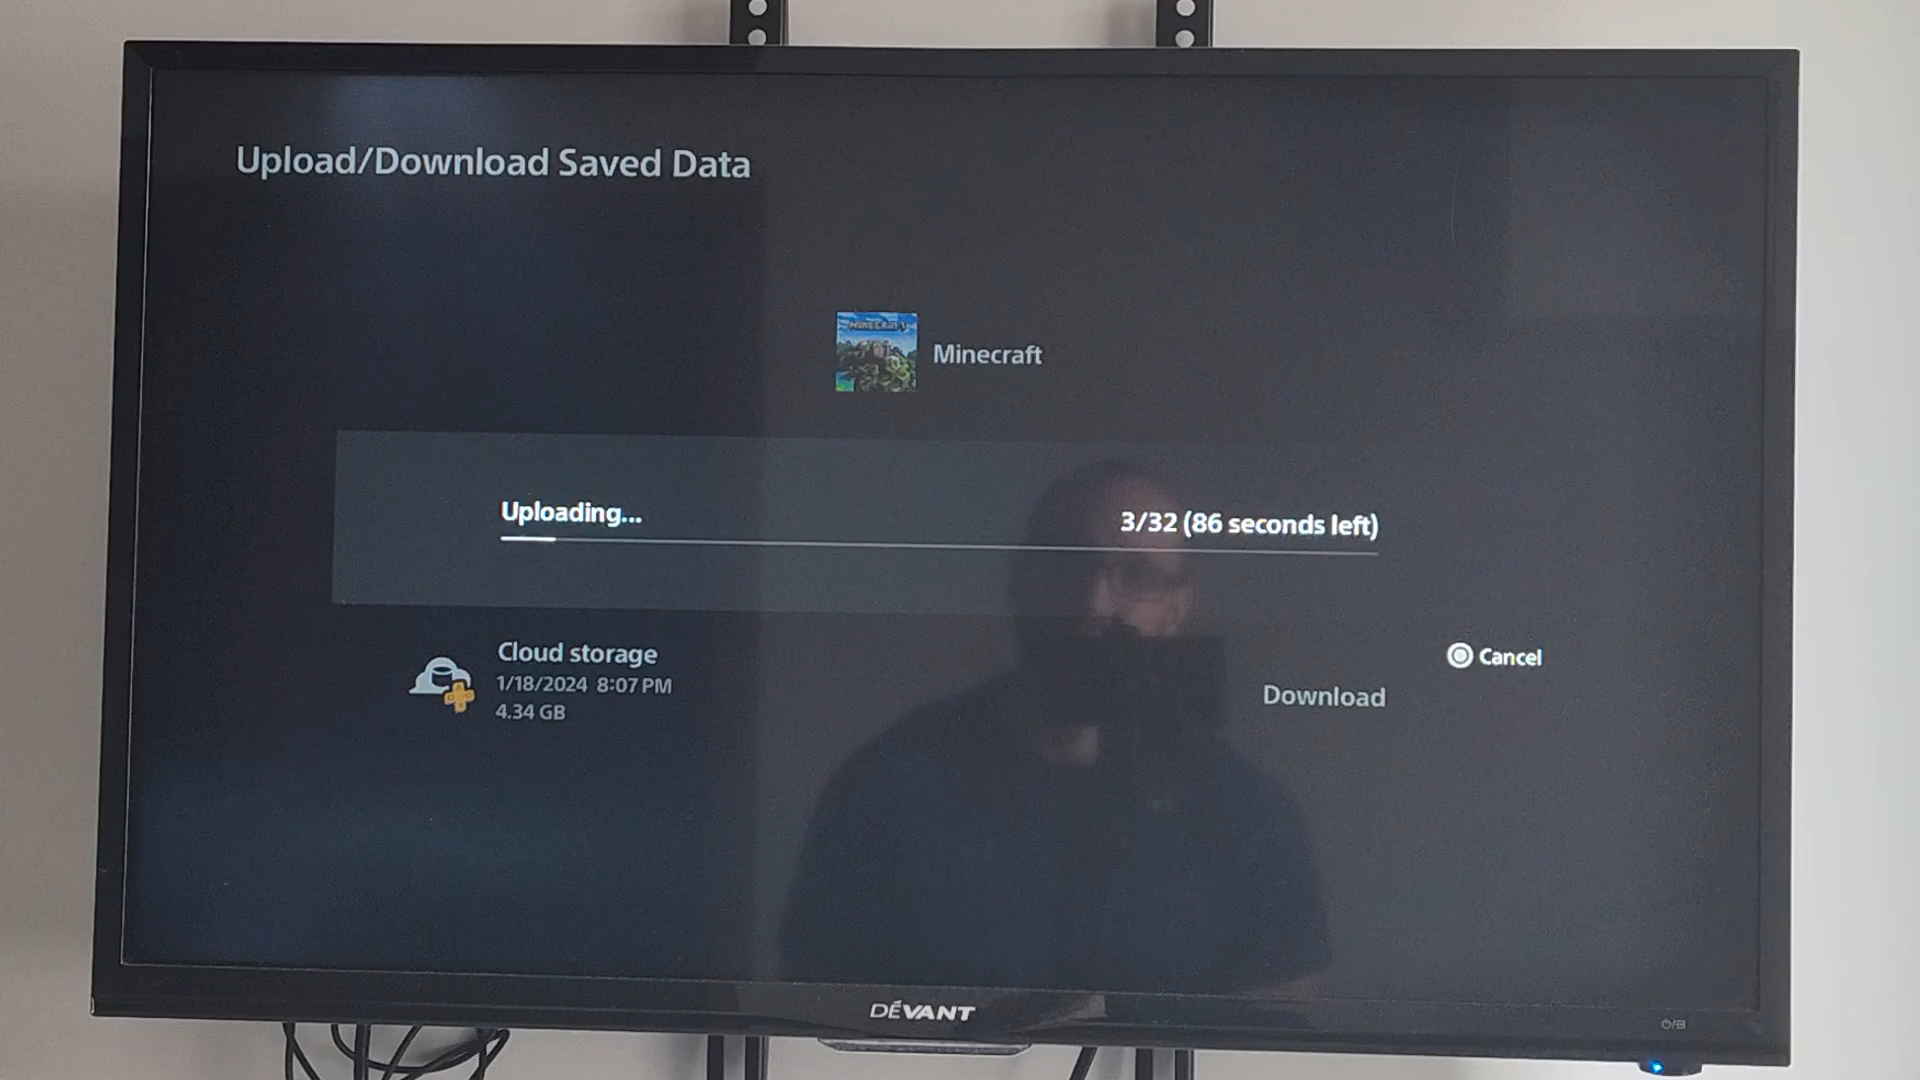 Upload/Download Saved Data
MINECRAFT
Minecraft
Uploading...
3/32 (86 seconds left)
Cloud storage
1/18/2024 8:07 PM
4.34 GB
Cancel
Download
DÉVANT